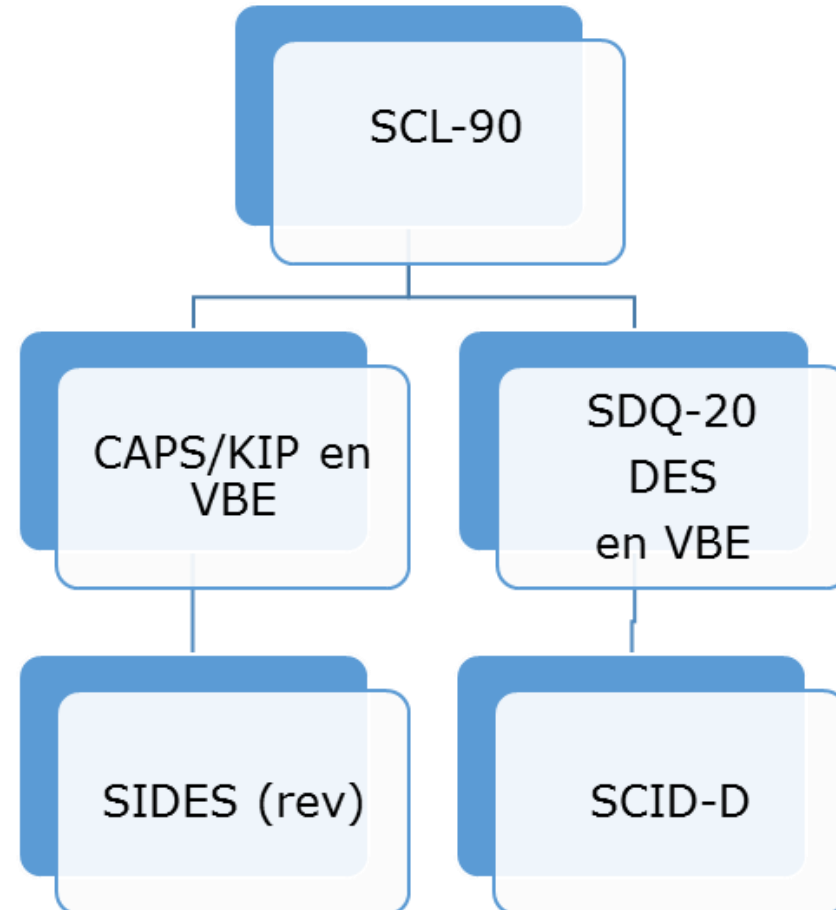 SCL-90
CAPS/KIP en
VBE
SDQ-20
DES
en VBE
SIDES (rev)
SCID-D